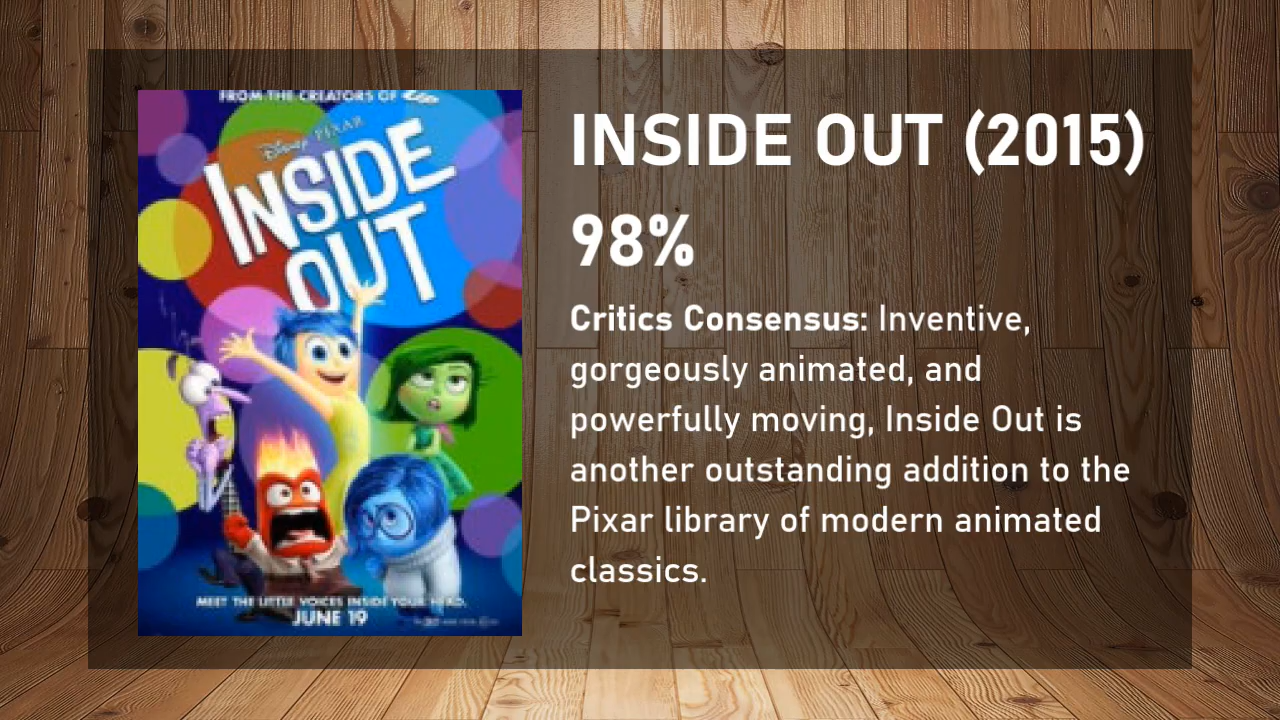 FROM THE CREATORS OF
Disney PIXAR
INSIDE
OUT
MEET THE LITTLE VOICES INSIDE YOUR HEAD.
JUNE 19
INSIDE OUT (2015)
98%
Critics Consensus: Inventive,
gorgeously animated, and
powerfully moving, Inside Out is
another outstanding addition to the
Pixar library of modern animated
classics.